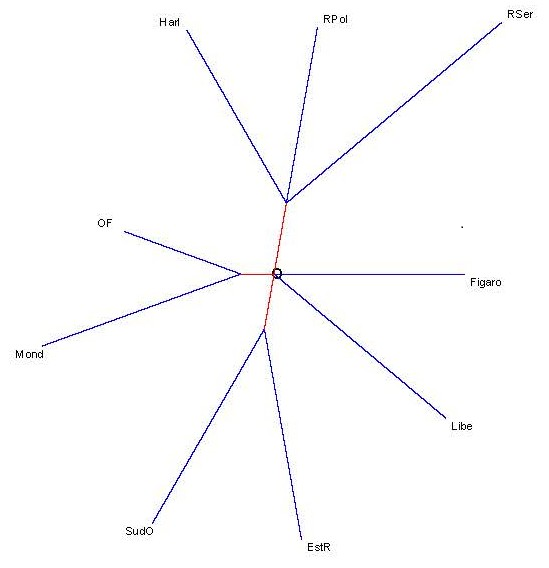 Harl
RPol
RSer
OF
Figaro
Mond
Libe
SudO
EstR